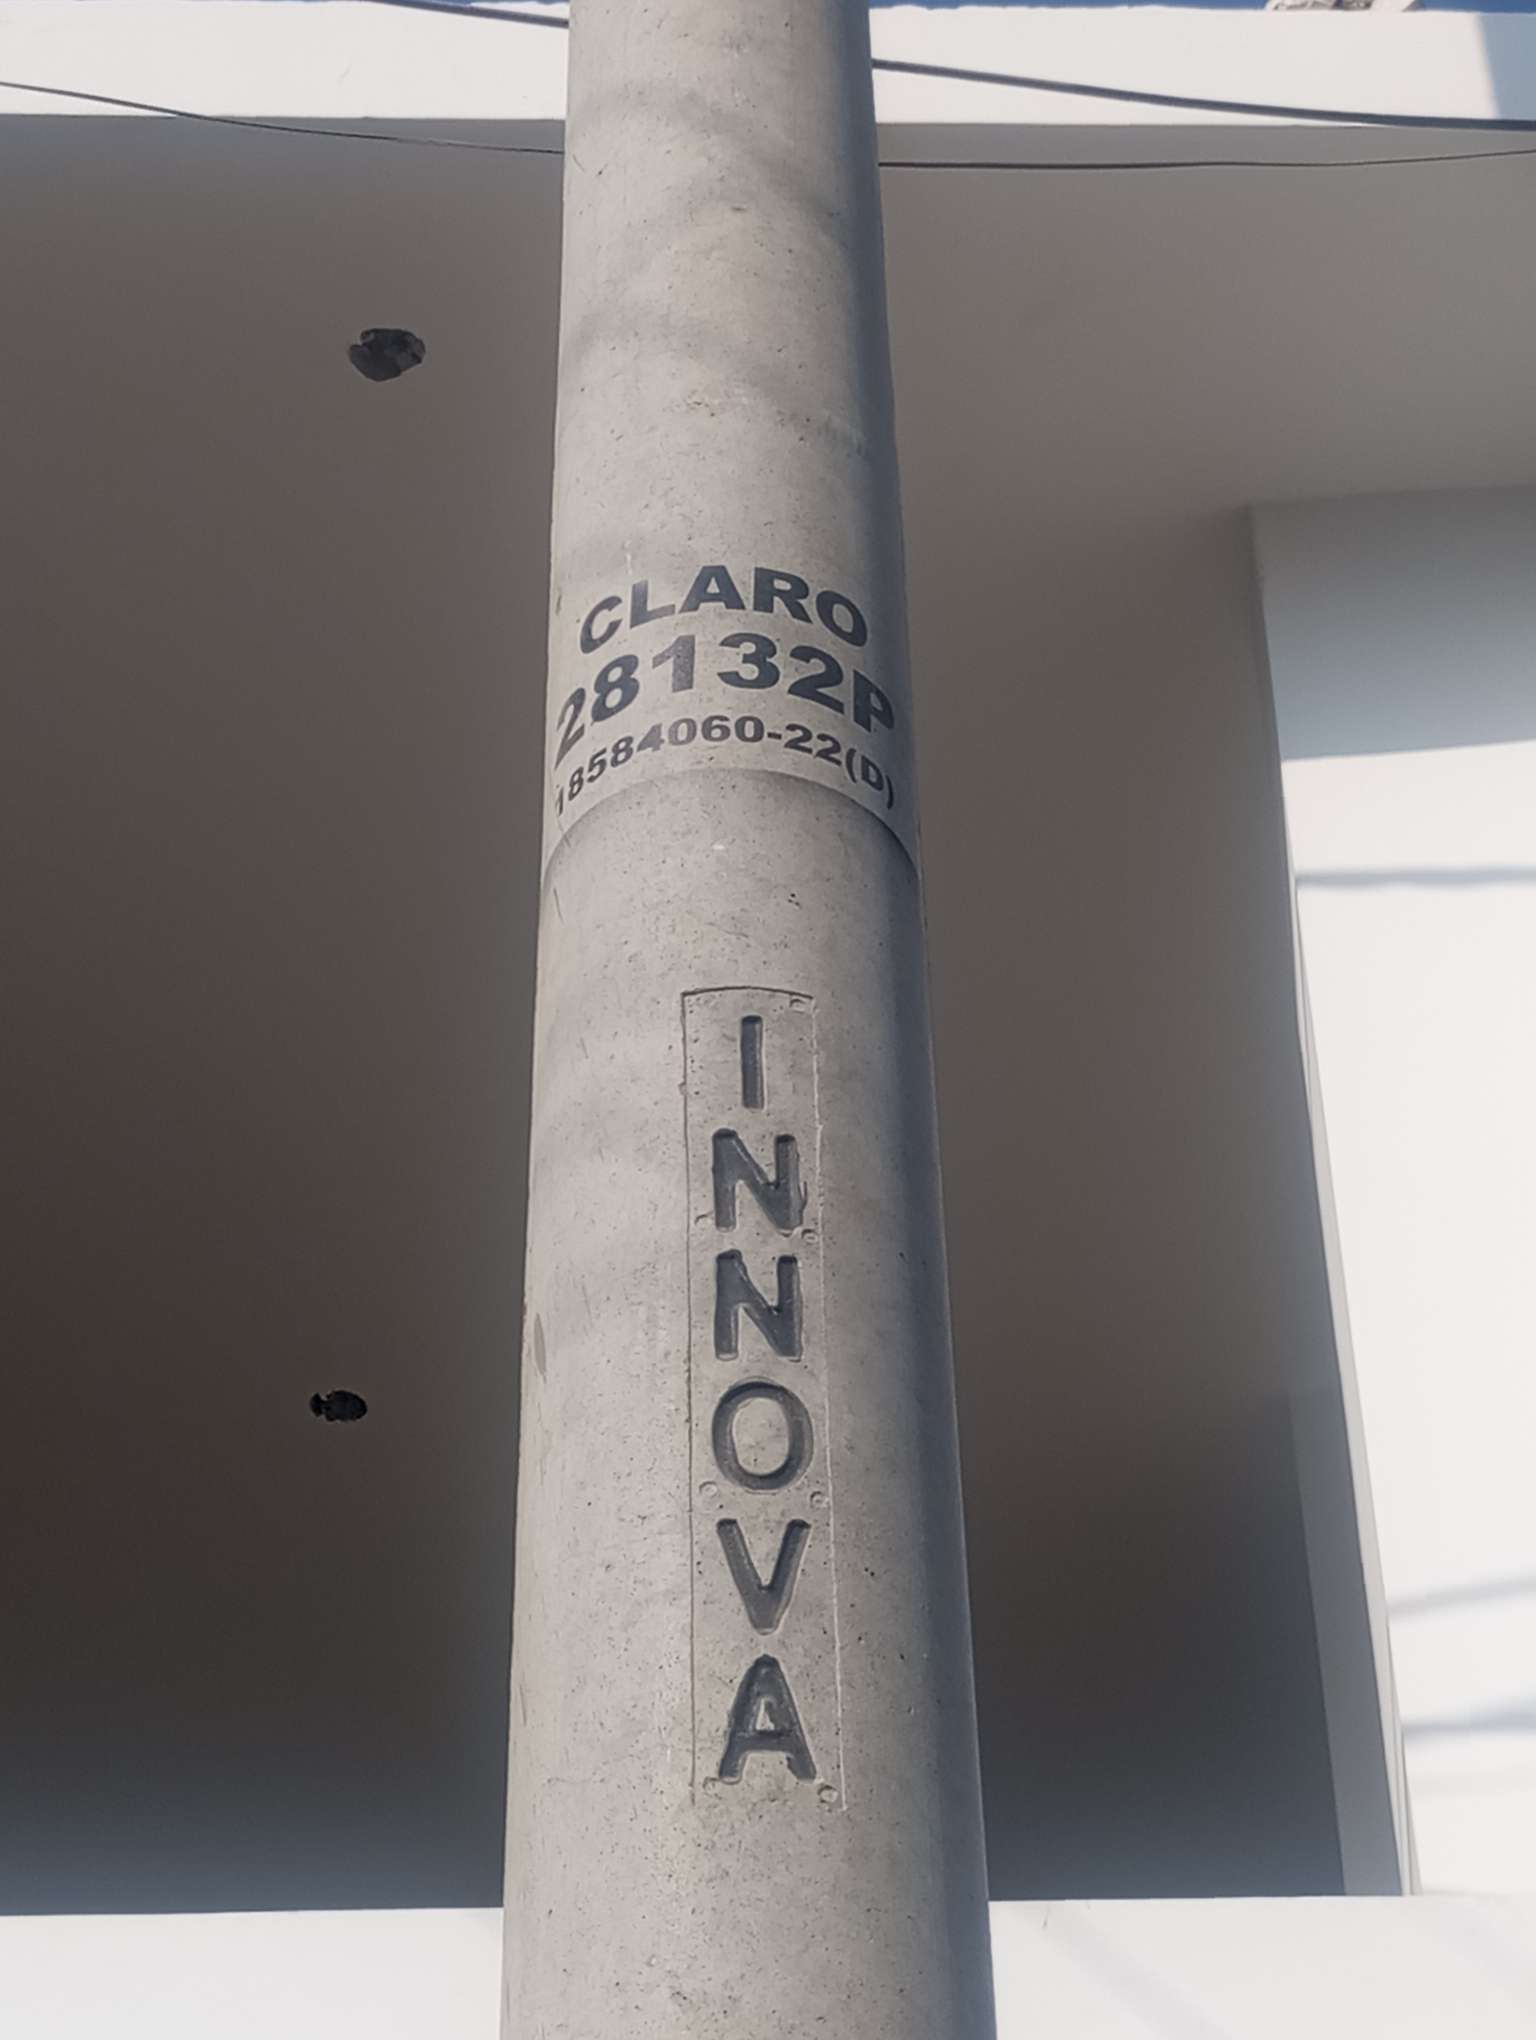 CLARO
28132P
18584060-22(D)
INNOVA